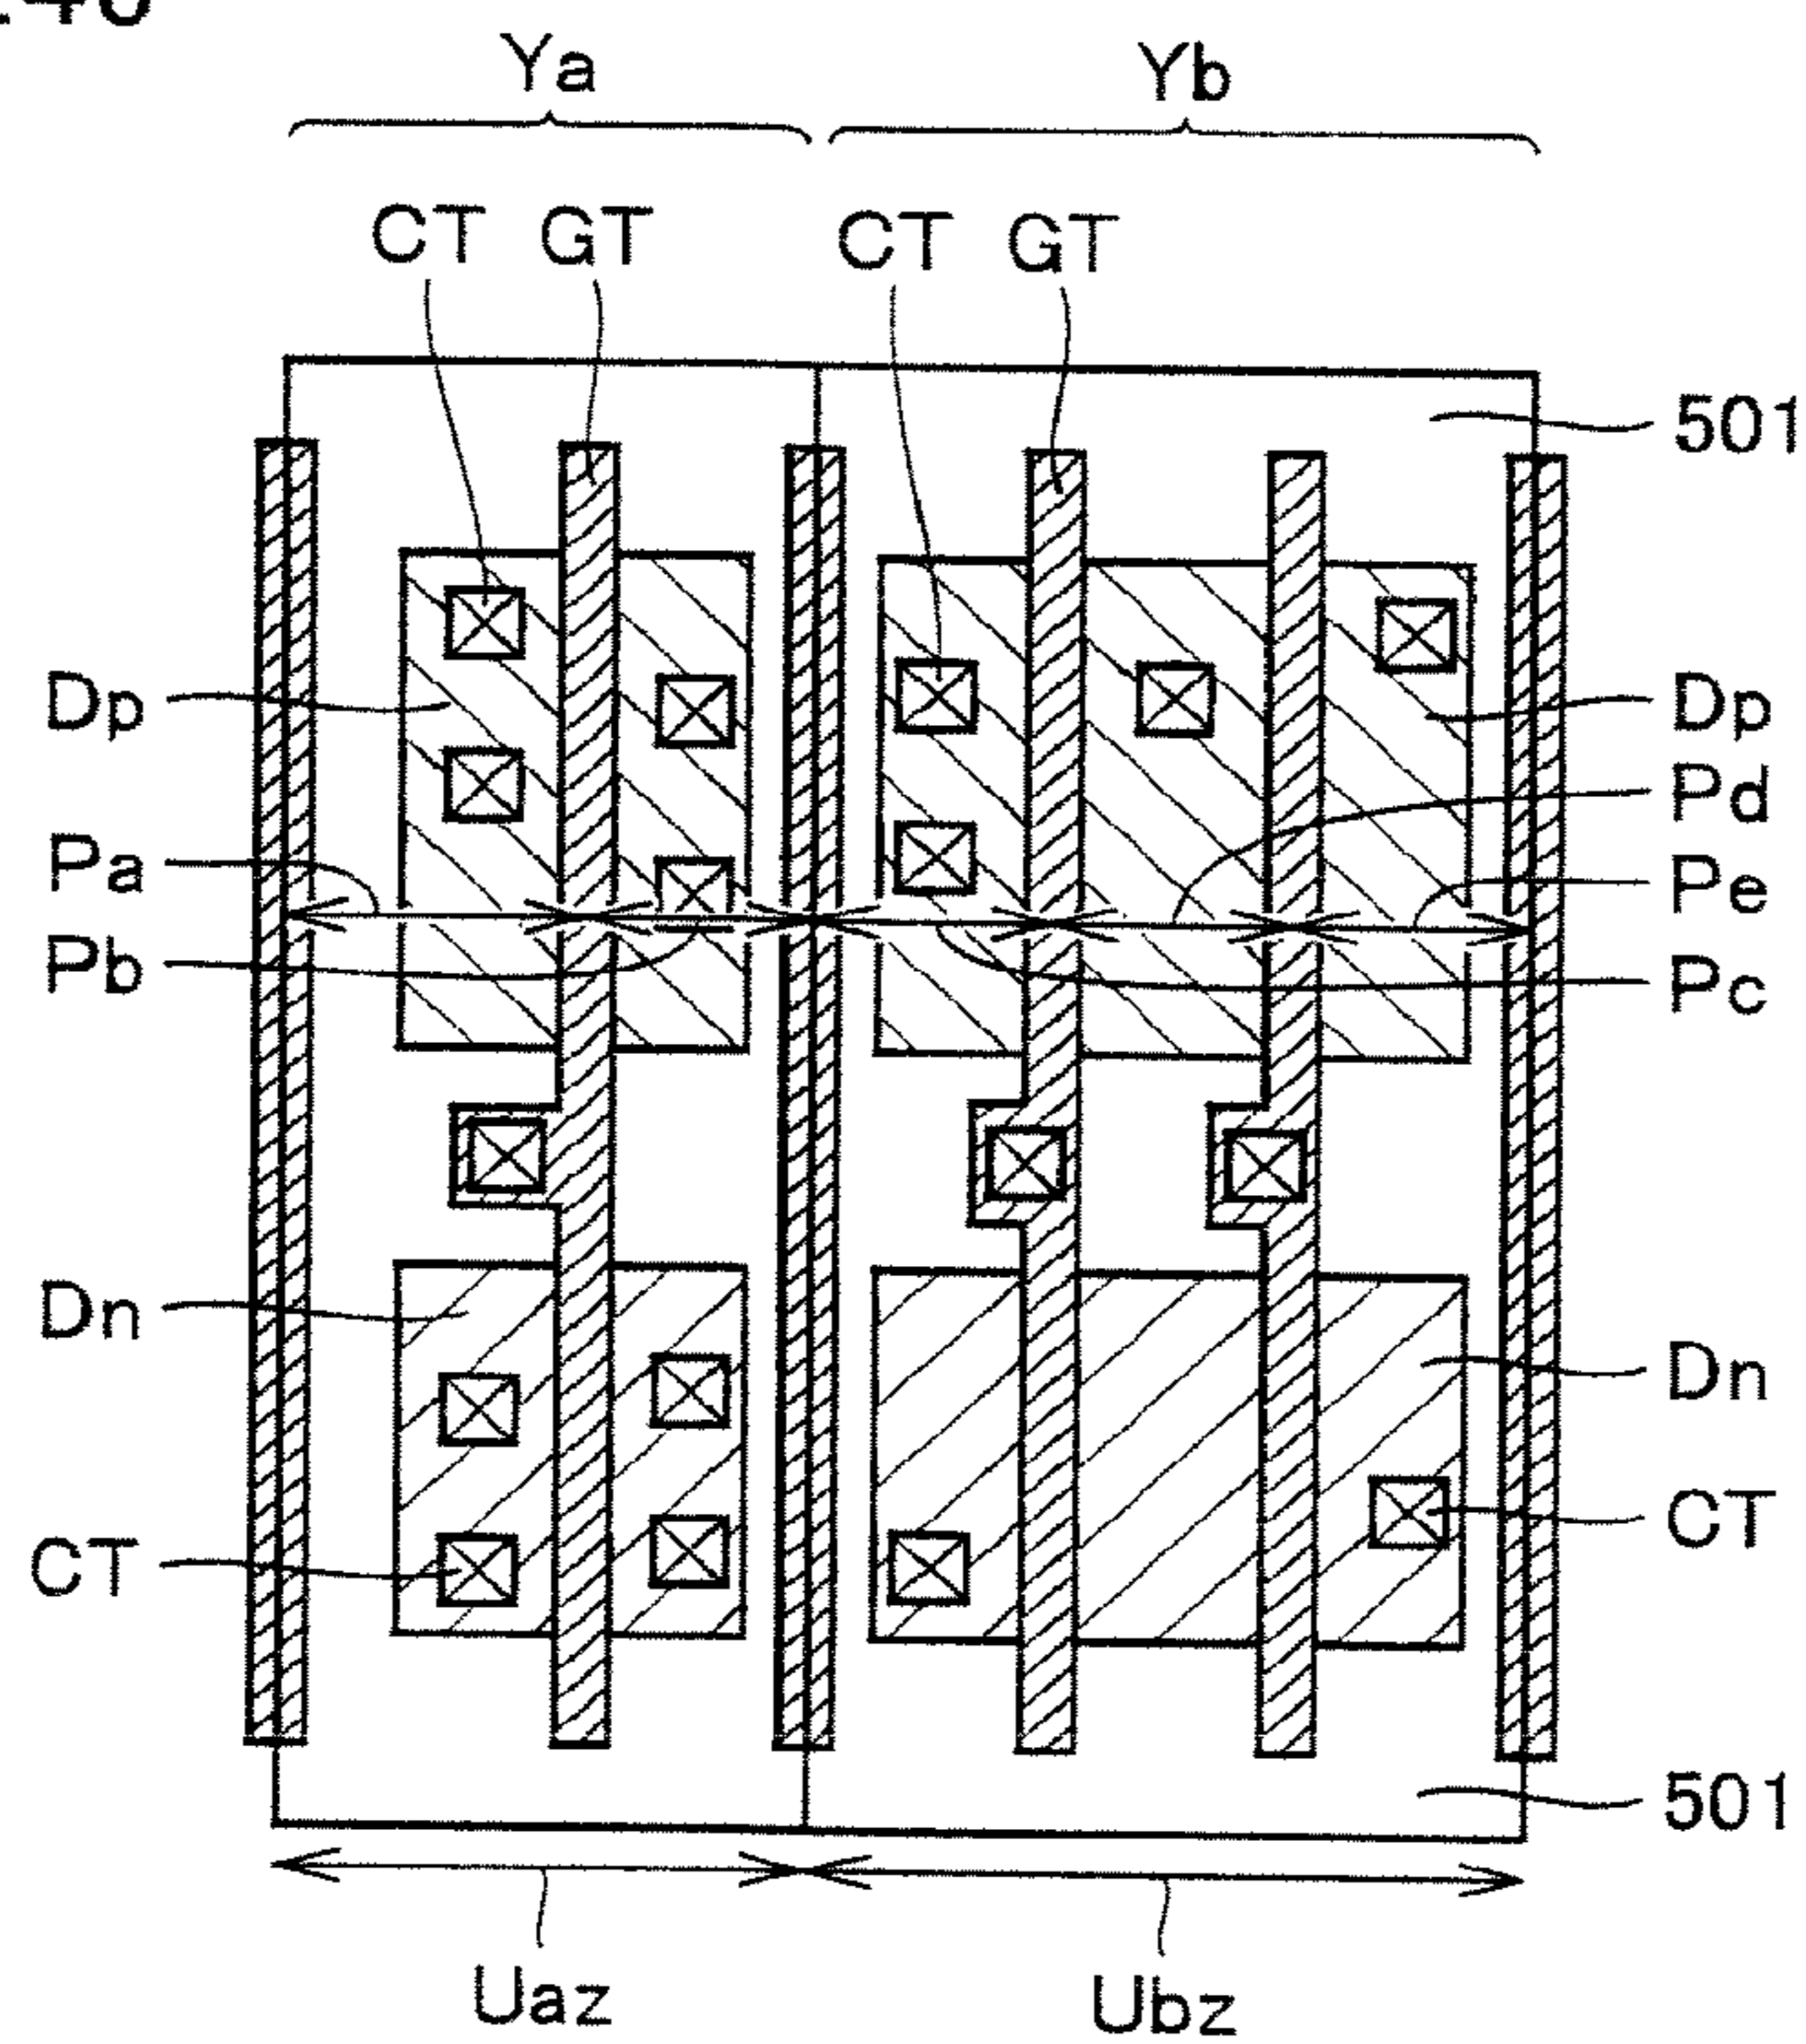 Ya Yb
CT GT CT GT
501
Dp Dp
Pd
Pa Pe
Pb Pc
Dn Dn
CT CT
501
Uaz Ubz